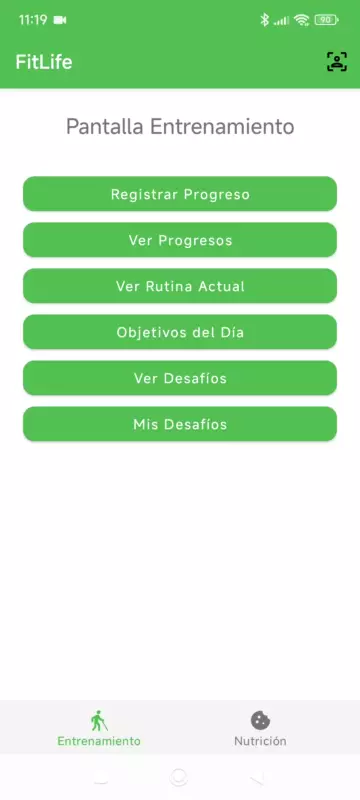 11:19
90
FitLife
Pantalla Entrenamiento
Registrar Progreso
Ver Progresos
Ver Rutina Actual
Objetivos del Día
Ver Desafíos
Mis Desafíos
Entrenamiento
Nutrición